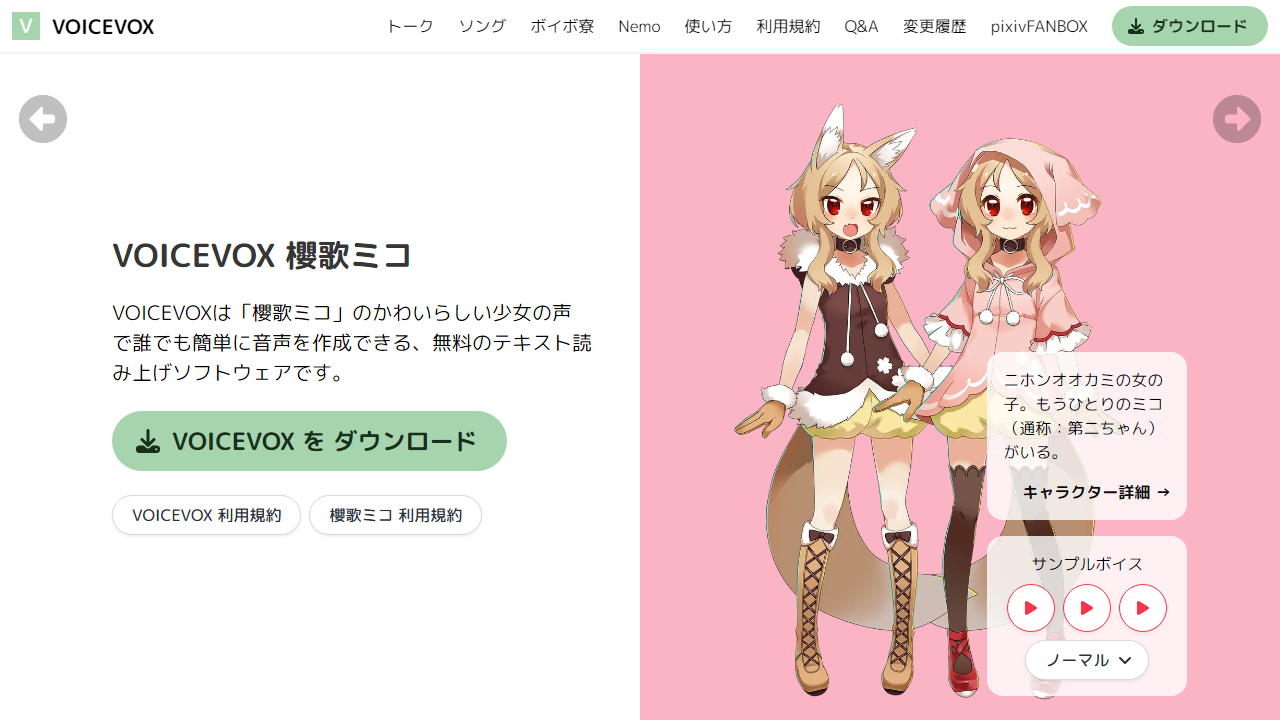 V VOICEVOX
トーク ソング ボイボ寮 Nemo 使い方 利用規約 Q&A 変更履歴 pixivFANBOX ダウンロード
VOICEVOX 櫻歌ミコ
VOICEVOXは「櫻歌ミコ」のかわいらしい少女の声
で誰でも簡単に音声を作成できる、無料のテキスト読
み上げソフトウェアです。
VOICEVOX を ダウンロード
VOICEVOX 利用規約 櫻歌ミコ 利用規約
ニホンオオカミの女の
子。もうひとりのミコ
（通称：第二ちゃん）
がいる。
キャラクター詳細 →
サンプルボイス
ノーマル